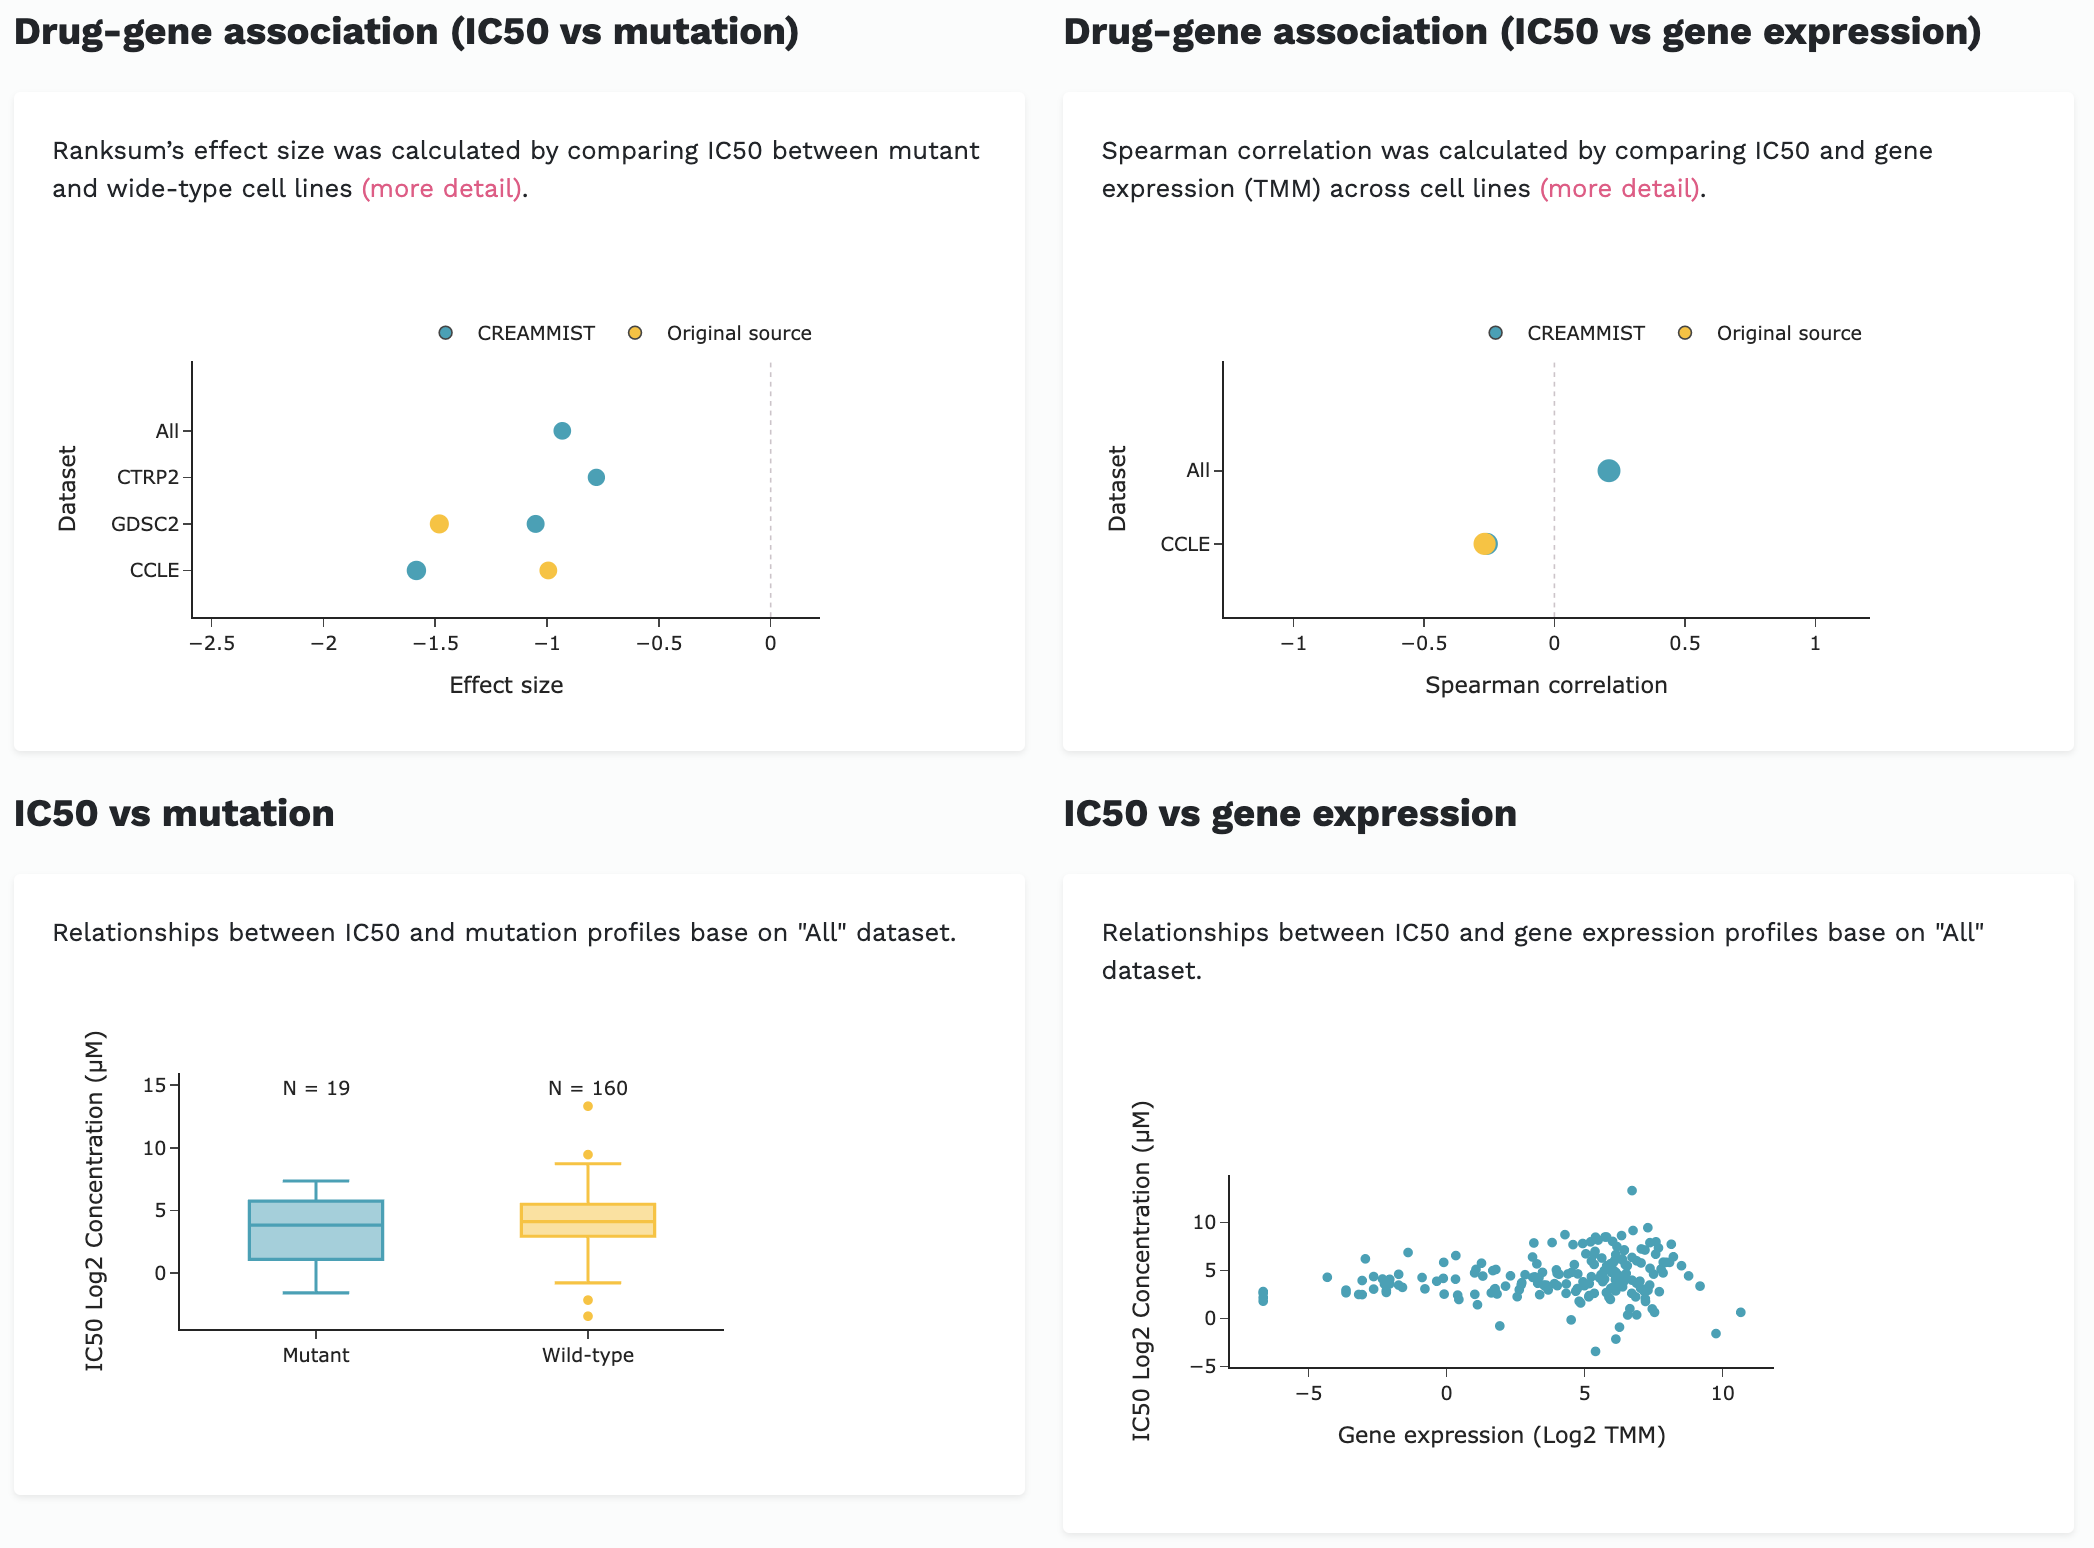 Drug-gene association (IC50 vs mutation)
Ranksum’s effect size was calculated by comparing IC50 between mutant
and wide-type cell lines (more detail).
CREAMMIST Original source
Dataset
All
CTRP2
GDSC2
CCLE
−2.5 −2 −1.5 −1 −0.5 0
Effect size
Drug-gene association (IC50 vs gene expression)
Spearman correlation was calculated by comparing IC50 and gene
expression (TMM) across cell lines (more detail).
CREAMMIST Original source
Dataset
All
CCLE
−1 −0.5 0 0.5 1
Spearman correlation
IC50 vs mutation
Relationships between IC50 and mutation profiles base on "All" dataset.
IC50 Log2 Concentration (μM)
15
10
5
0
N = 19 N = 160
Mutant Wild-type
IC50 vs gene expression
Relationships between IC50 and gene expression profiles base on "All"
dataset.
IC50 Log2 Concentration (μM)
10
5
0
−5
−5 0 5 10
Gene expression (Log2 TMM)